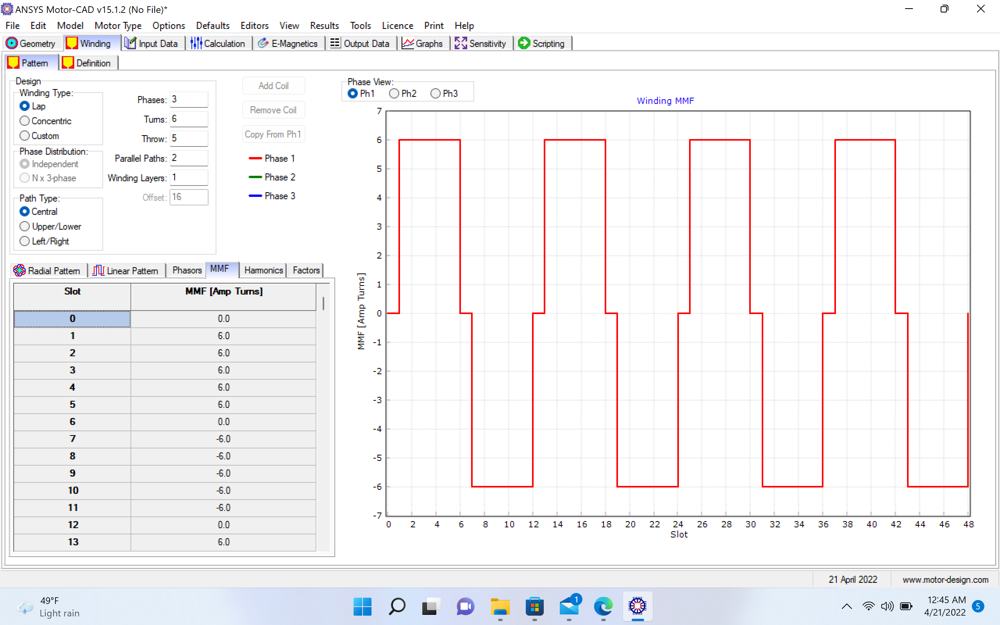 ANSYS Motor-CAD v15.1.2 (No File)*
File Edit Model Motor Type Options Defaults Editors View Results Tools Licence Print Help
Geometry Winding Input Data Calculation E-Magnetics Output Data Graphs Sensitivity Scripting
Pattern Definition
Design
Winding Type:
Lap
Concentric
Custom
Phase Distribution:
Independent
N x 3-phase
Path Type:
Central
Upper/Lower
Left/Right
Phases: 3
Turns: 6
Throw: 5
Parallel Paths: 2
Winding Layers: 1
Offset: 16
Add Coil
Remove Coil
Copy From Ph1
Phase 1
Phase 2
Phase 3
Phase View:
Ph1 Ph2 Ph3
Radial Pattern Linear Pattern Phasors MMF Harmonics Factors
Slot MMF [Amp Turns]
0 0.0
1 6.0
2 6.0
3 6.0
4 6.0
5 6.0
6 0.0
7 -6.0
8 -6.0
9 -6.0
10 -6.0
11 -6.0
12 0.0
13 6.0
Winding MMF
MMF [Amp Turns]
7
6
5
4
3
2
1
0
-1
-2
-3
-4
-5
-6
-7
0 2 4 6 8 10 12 14 16 18 20 22 24 26 28 30 32 34 36 38 40 42 44 46 48
Slot
21 April 2022 www.motor-design.com
49°F
Light rain
1
12:45 AM
4/21/2022
5